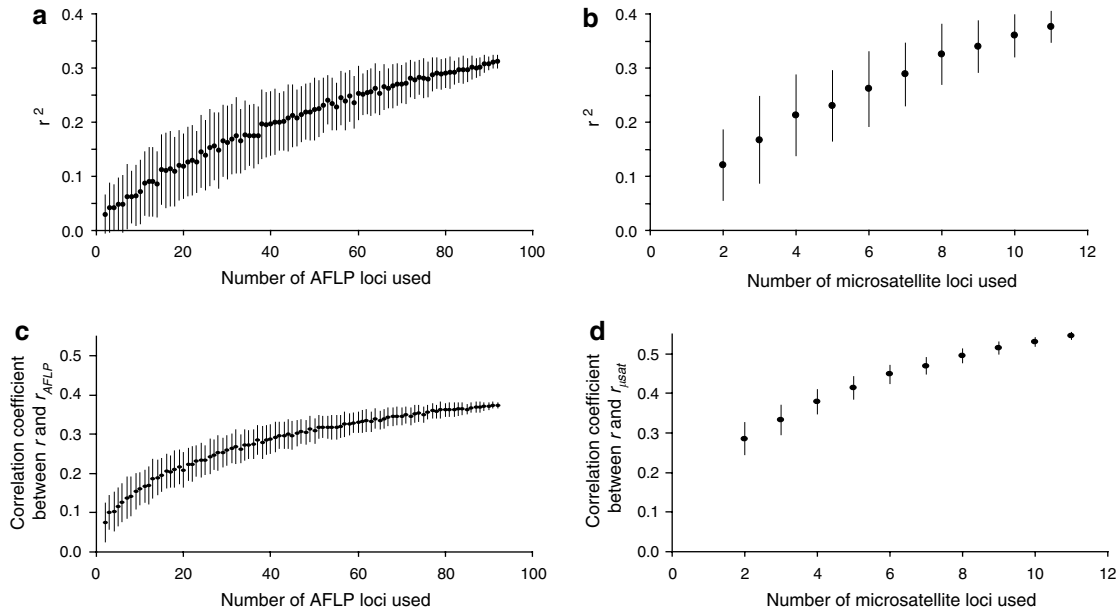 a
0.4
0.3
0.2
0.1
0.0
r 2
0 20 40 60 80 100
Number of AFLP loci used
b
0.4
0.3
0.2
0.1
0.0
r 2
0 2 4 6 8 10 12
Number of microsatellite loci used
c
0.5
0.4
0.3
0.2
0.1
0.0
Correlation coefficient
between r and rAFLP
0 20 40 60 80 100
Number of AFLP loci used
d
0.5
0.4
0.3
0.2
0.1
0.0
Correlation coefficient
between r and rμsat
0 2 4 6 8 10 12
Number of microsatellite loci used